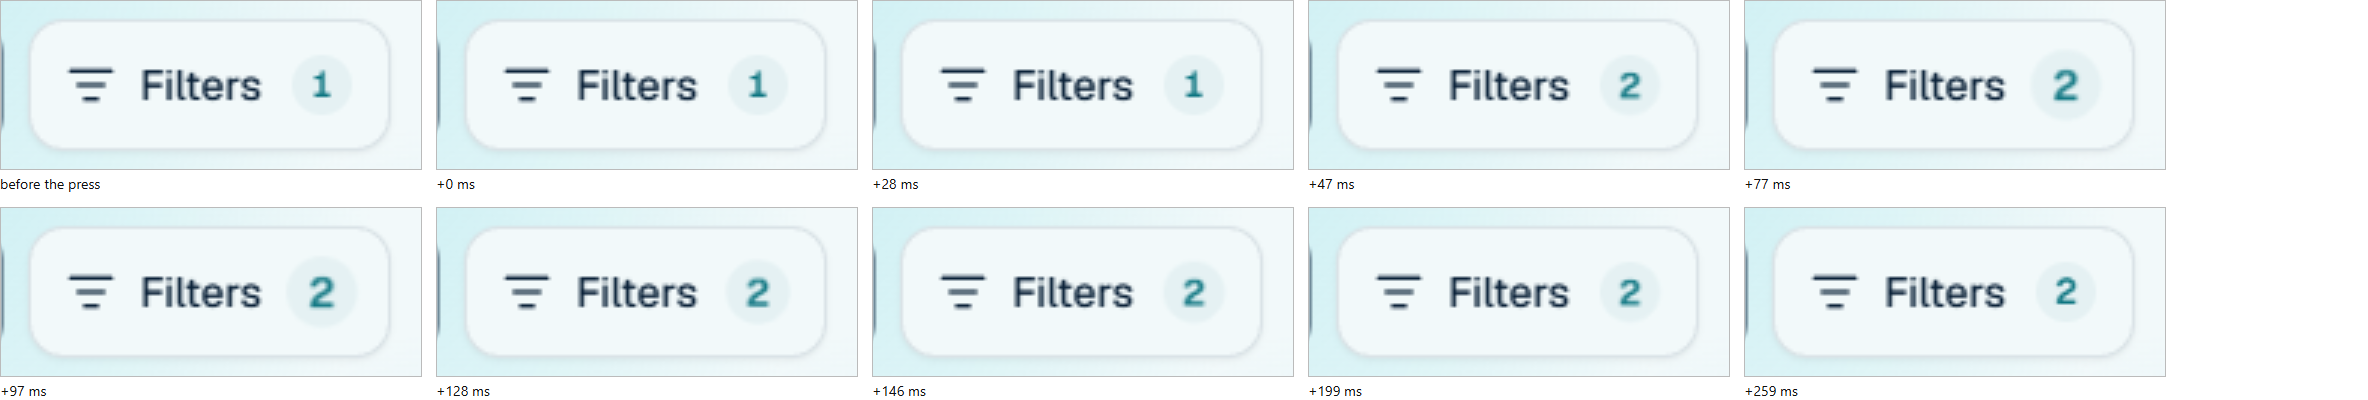 Filters 1
before the press
Filters 1
+0 ms
Filters 1
+28 ms
Filters 2
+47 ms
Filters 2
+77 ms
Filters 2
+97 ms
Filters 2
+128 ms
Filters 2
+146 ms
Filters 2
+199 ms
Filters 2
+259 ms